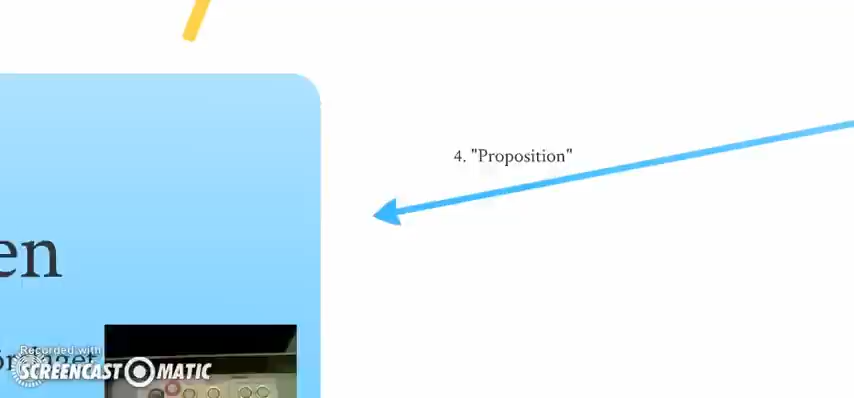 4. "Proposition"
en
Recorded with
SCREENCAST MATIC